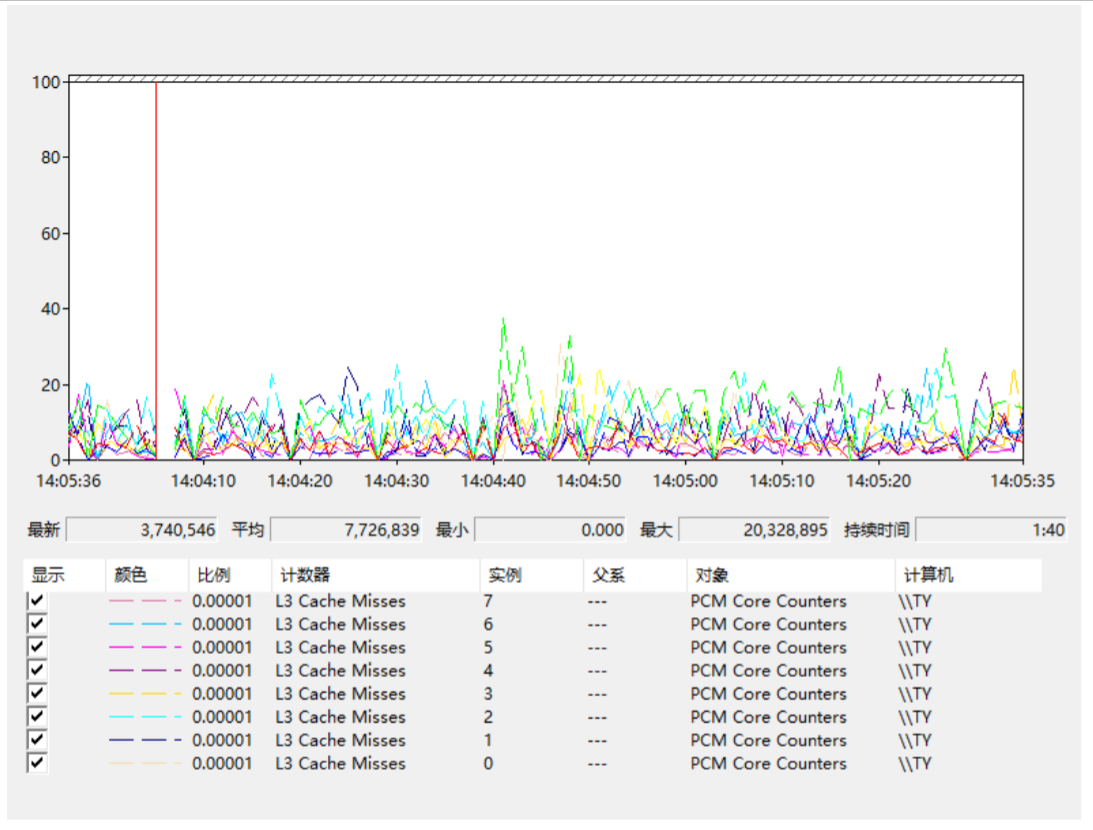 100
80
60
40
20
0
14:05:36 14:04:10 14:04:20 14:04:30 14:04:40 14:04:50 14:05:00 14:05:10 14:05:20 14:05:35
最新 3,740,546 平均 7,726,839 最小 0.000 最大 20,328,895 持续时间 1:40
显示 颜色 比例 计数器 实例 父系 对象 计算机
0.00001 L3 Cache Misses 7 --- PCM Core Counters \\TY
0.00001 L3 Cache Misses 6 --- PCM Core Counters \\TY
0.00001 L3 Cache Misses 5 --- PCM Core Counters \\TY
0.00001 L3 Cache Misses 4 --- PCM Core Counters \\TY
0.00001 L3 Cache Misses 3 --- PCM Core Counters \\TY
0.00001 L3 Cache Misses 2 --- PCM Core Counters \\TY
0.00001 L3 Cache Misses 1 --- PCM Core Counters \\TY
0.00001 L3 Cache Misses 0 --- PCM Core Counters \\TY